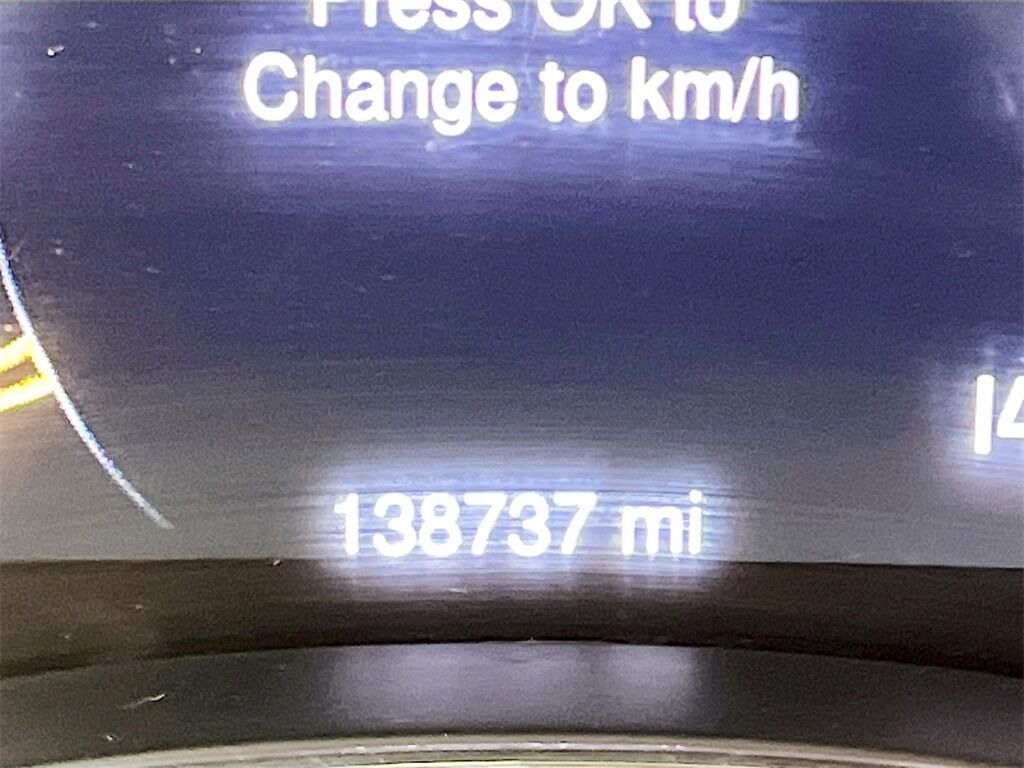 Press OK to
Change to km/h
138737 mi